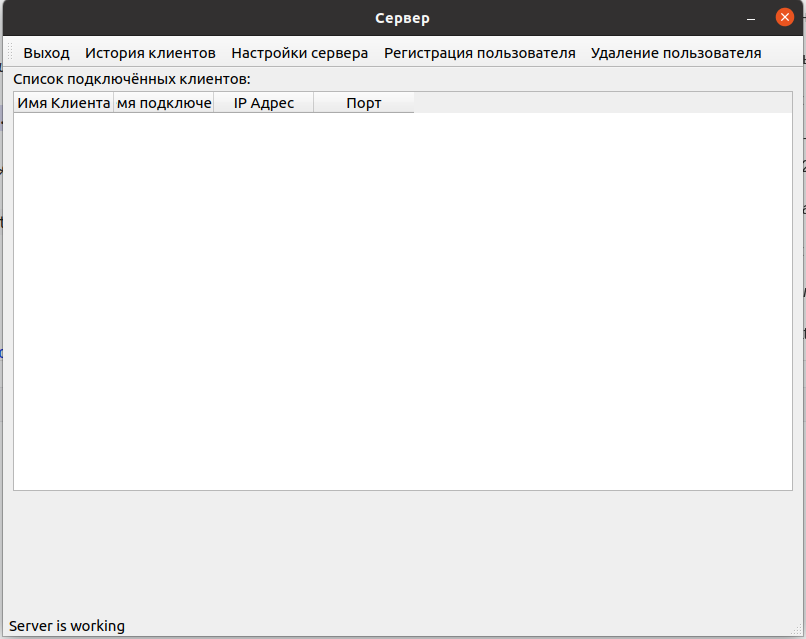 Сервер
Выход История клиентов Настройки сервера Регистрация пользователя Удаление пользователя
Список подключённых клиентов:
Имя Клиента мя подключе IP Адрес Порт
Server is working